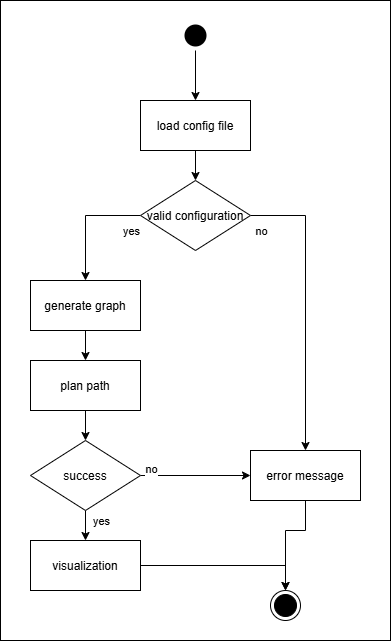 load config file
valid configuration
yes
no
generate graph
plan path
success
no
error message
yes
visualization